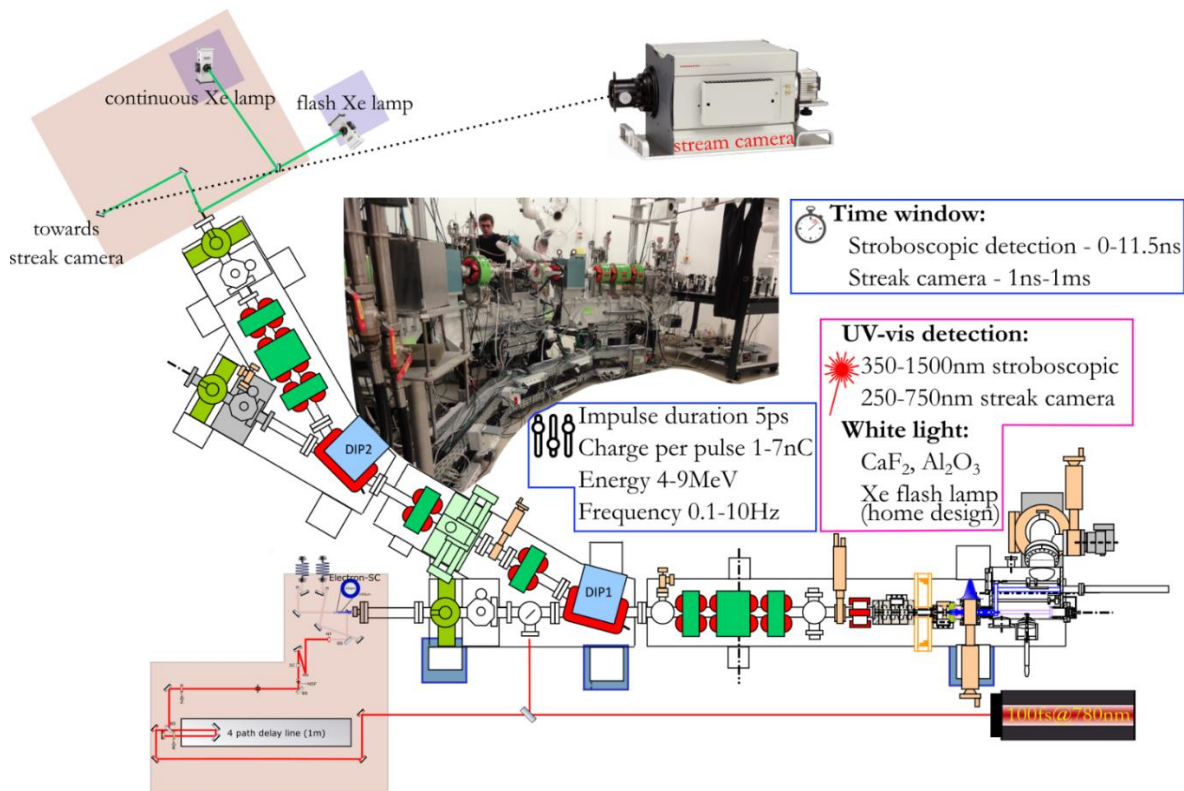 continuous Xe lamp
flash Xe lamp
stream camera
towards
streak camera
Time window:
Stroboscopic detection - 0-11.5ns
Streak camera - 1ns-1ms
UV-vis detection:
350-1500nm stroboscopic
250-750nm streak camera
White light:
CaF₂, Al₂O₃
Xe flash lamp
(home design)
Impulse duration 5ps
Charge per pulse 1-7nC
Energy 4-9MeV
Frequency 0.1-10Hz
DIP2
DIP1
Electron-SC
4 path delay line (1m)
100fs@780nm